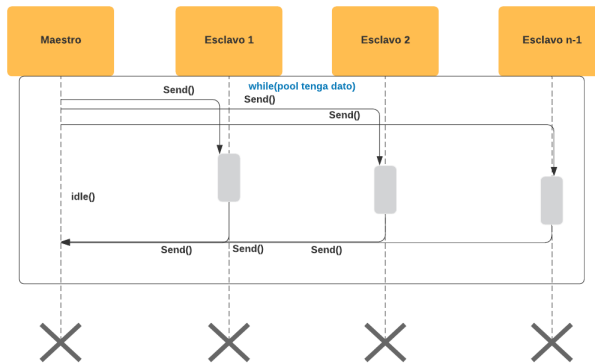 Maestro
Esclavo 1
Esclavo 2
Esclavo n-1
while(pool tenga dato)
Send()
Send()
Send()
idle()
Send()
Send()
Send()